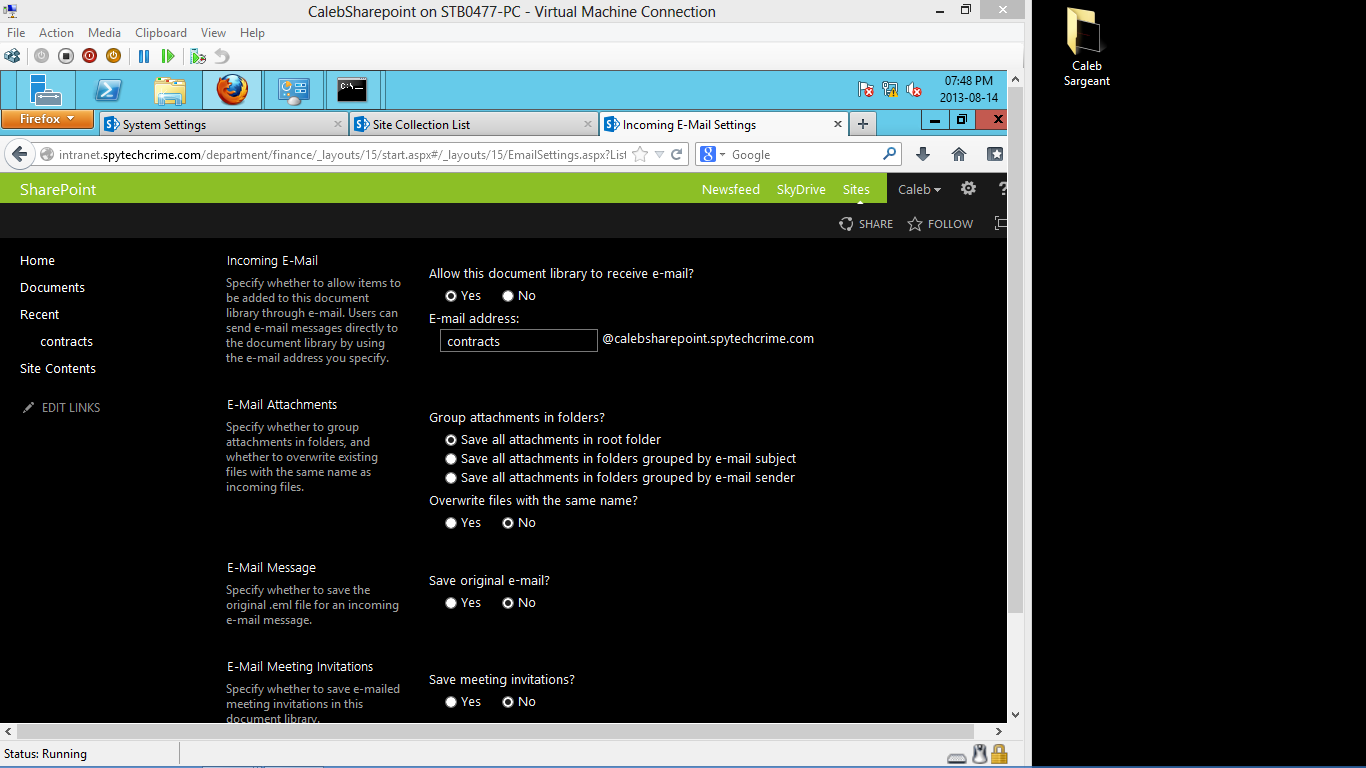 CalebSharepoint on STB0477-PC - Virtual Machine Connection
File Action Media Clipboard View Help
07:48 PM
2013-08-14
Firefox
System Settings
Site Collection List
Incoming E-Mail Settings
intranet.spytechcrime.com/department/finance/_layouts/15/start.aspx#/_layouts/15/EmailSettings.aspx?List
Google
SharePoint
Newsfeed SkyDrive Sites Caleb ?
SHARE FOLLOW
Home
Documents
Recent
contracts
Site Contents
EDIT LINKS
Incoming E-Mail
Specify whether to allow items to
be added to this document
library through e-mail. Users can
send e-mail messages directly to
the document library by using
the e-mail address you specify.
Allow this document library to receive e-mail?
Yes No
E-mail address:
contracts @calebsharepoint.spytechcrime.com
E-Mail Attachments
Specify whether to group
attachments in folders, and
whether to overwrite existing
files with the same name as
incoming files.
Group attachments in folders?
Save all attachments in root folder
Save all attachments in folders grouped by e-mail subject
Save all attachments in folders grouped by e-mail sender
Overwrite files with the same name?
Yes No
E-Mail Message
Specify whether to save the
original .eml file for an incoming
e-mail message.
Save original e-mail?
Yes No
E-Mail Meeting Invitations
Specify whether to save e-mailed
meeting invitations in this
document library.
Save meeting invitations?
Yes No
Status: Running
Caleb
Sargeant